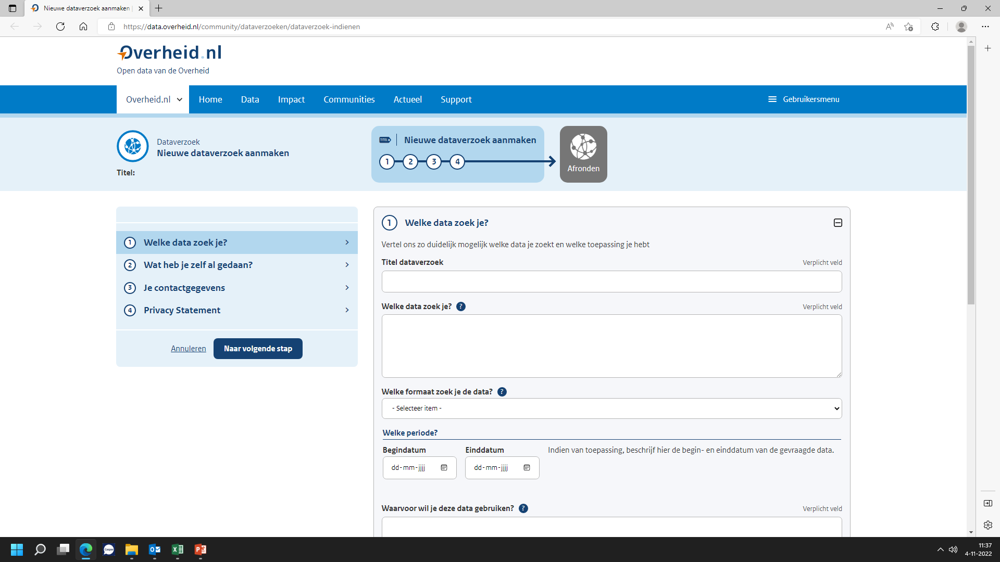 Nieuwe dataverzoek aanmaken |
https://data.overheid.nl/community/dataverzoeken/dataverzoek-indienen
Overheid.nl
Open data van de Overheid
Overheid.nl Home Data Impact Communities Actueel Support Gebruikersmenu
Dataverzoek
Nieuwe dataverzoek aanmaken
Titel:
TITEL Nieuwe dataverzoek aanmaken
1 2 3 4
Afronden
1 Welke data zoek je?
2 Wat heb je zelf al gedaan?
3 Je contactgegevens
4 Privacy Statement
Annuleren Naar volgende stap
1 Welke data zoek je?
Vertel ons zo duidelijk mogelijk welke data je zoekt en welke toepassing je hebt
Titel dataverzoek Verplicht veld
Welke data zoek je? ? Verplicht veld
Welke formaat zoek je de data? ?
- Selecteer item -
Welke periode?
Begindatum Einddatum Indien van toepassing, beschrijf hier de begin- en einddatum van de gevraagde data.
dd-mm-jjjj dd-mm-jjjj
Waarvoor wil je deze data gebruiken? ? Verplicht veld
Casper
11:37
4-11-2022